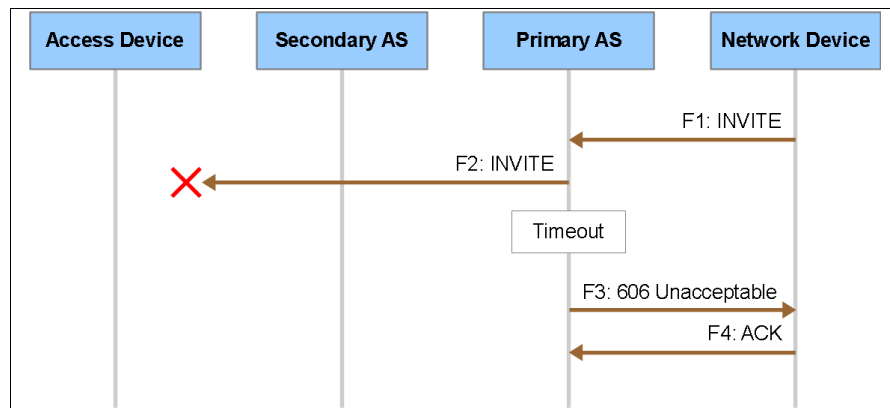 Access Device
Secondary AS
Primary AS
Network Device
F1: INVITE
F2: INVITE
Timeout
F3: 606 Unacceptable
F4: ACK